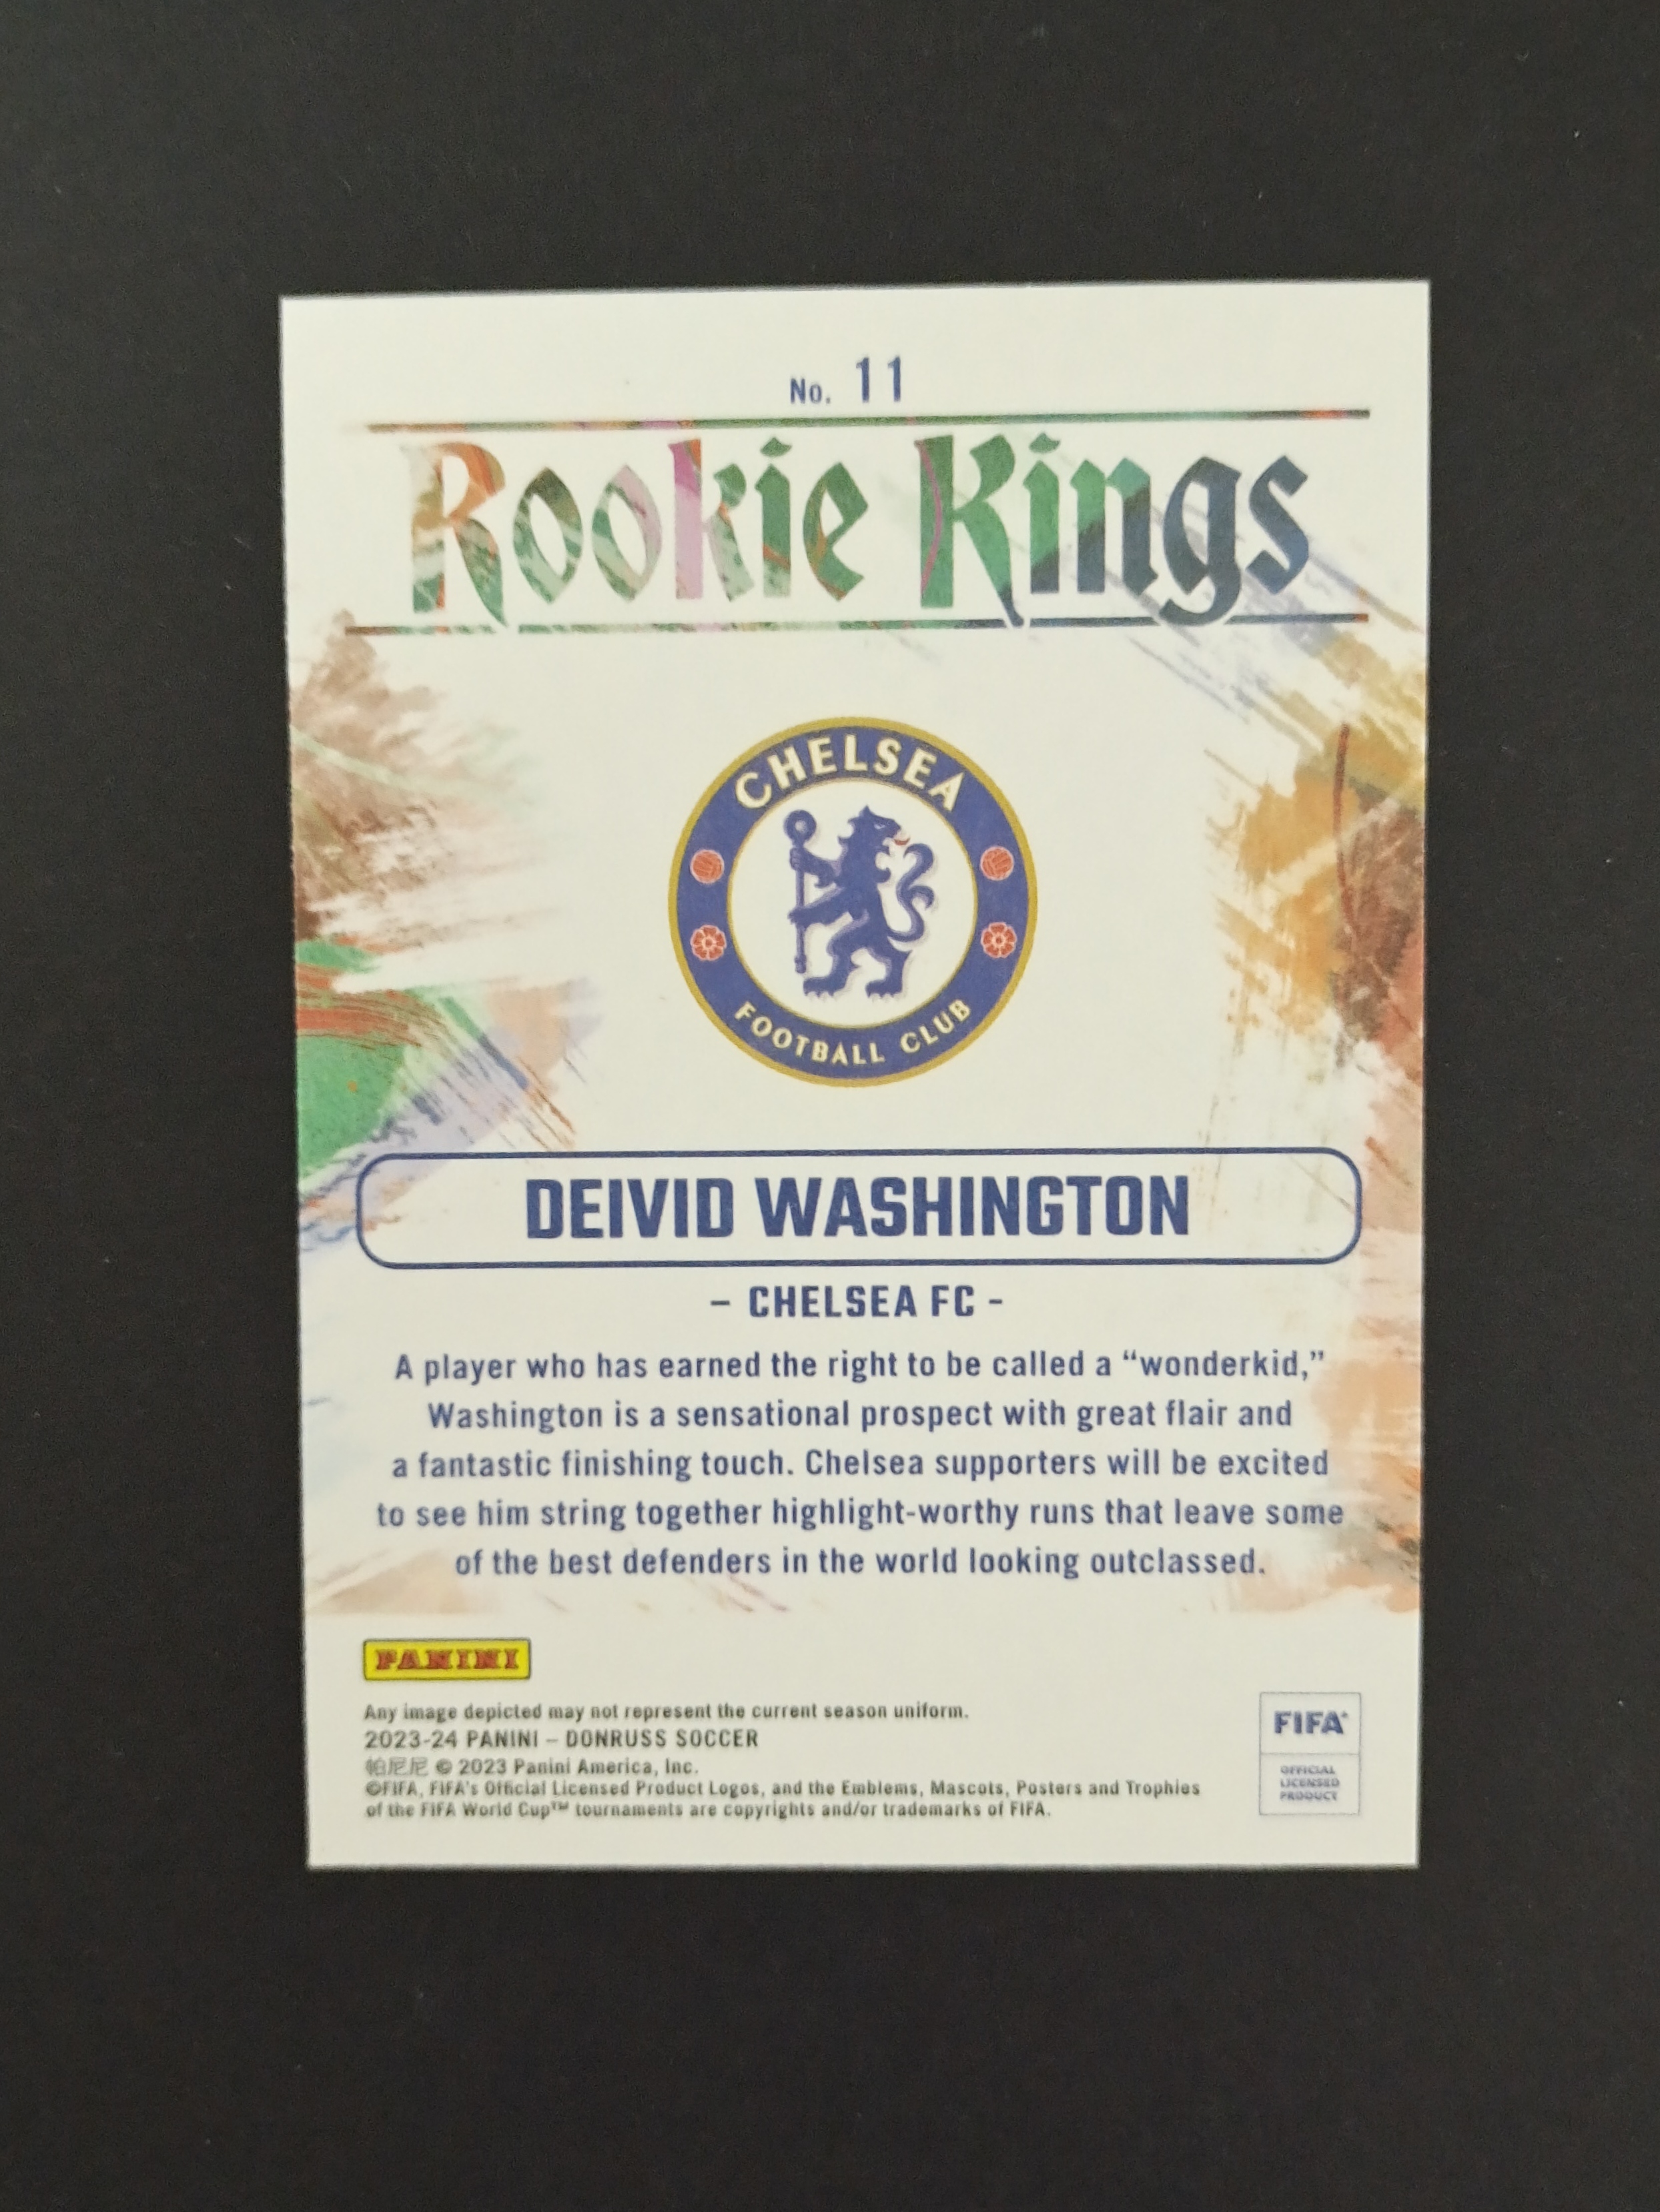 No. 11
Rookie Kings
CHELSEA
FOOTBALL CLUB
DEIVID WASHINGTON
– CHELSEA FC -
A player who has earned the right to be called a “wonderkid,”
Washington is a sensational prospect with great flair and
a fantastic finishing touch. Chelsea supporters will be excited
to see him string together highlight-worthy runs that leave some
of the best defenders in the world looking outclassed.
PANINI
Any image depicted may not represent the current season uniform.
2023-24 PANINI – DONRUSS SOCCER
帕尼尼 © 2023 Panini America, Inc.
©FIFA, FIFA's Official Licensed Product Logos, and the Emblems, Mascots, Posters and Trophies
of the FIFA World Cup™ tournaments are copyrights and/or trademarks of FIFA.
FIFA
OFFICIAL
LICENSED
PRODUCT